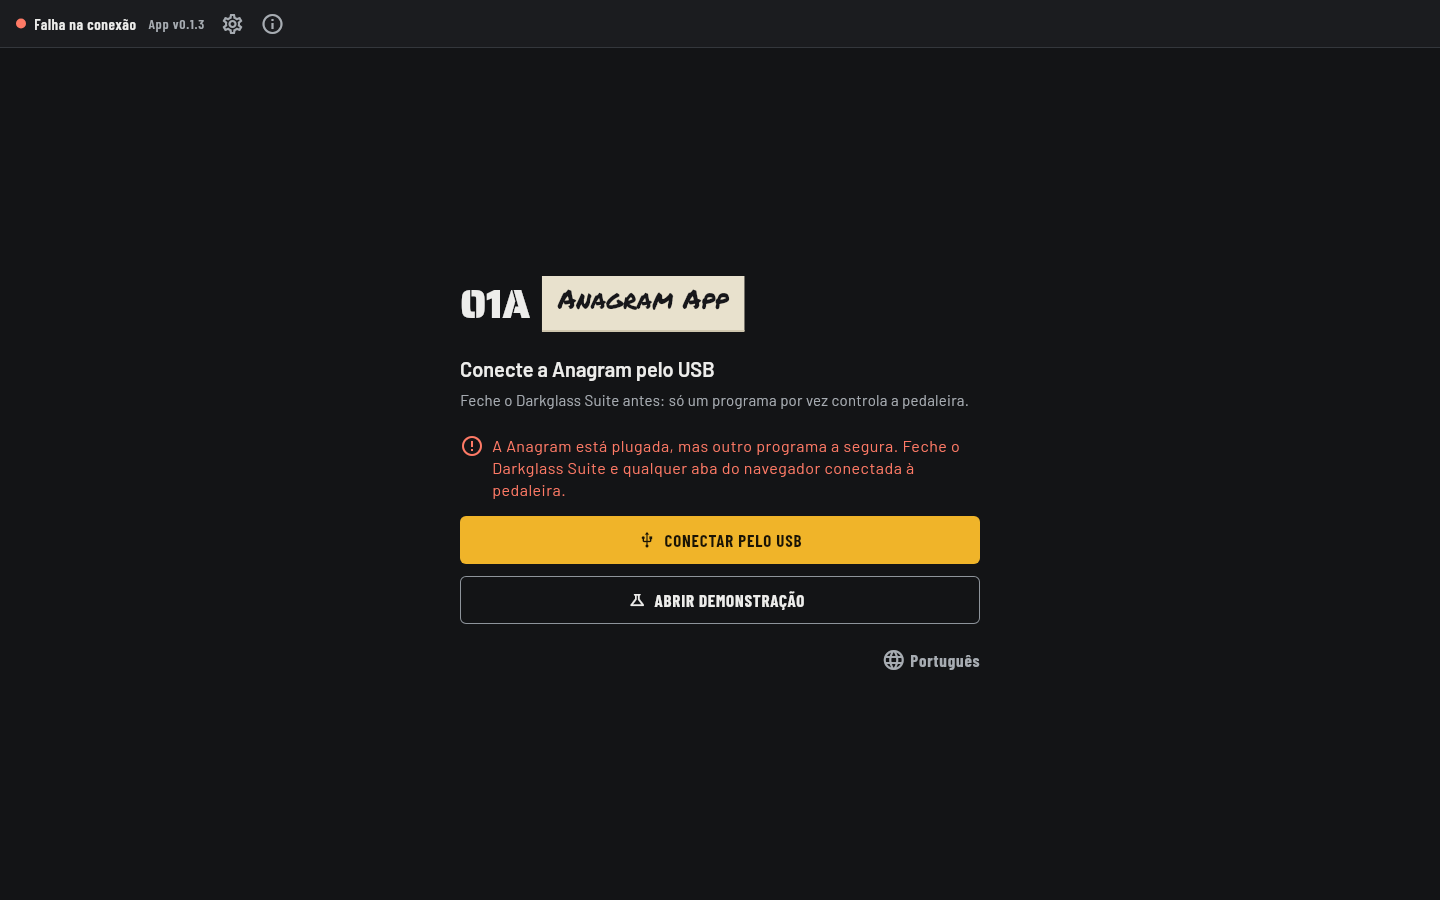 Falha na conexão App v0.1.3
01A Anagram App
Conecte a Anagram pelo USB
Feche o Darkglass Suite antes: só um programa por vez controla a pedaleira.
A Anagram está plugada, mas outro programa a segura. Feche o
Darkglass Suite e qualquer aba do navegador conectada à
pedaleira.
CONECTAR PELO USB
ABRIR DEMONSTRAÇÃO
Português